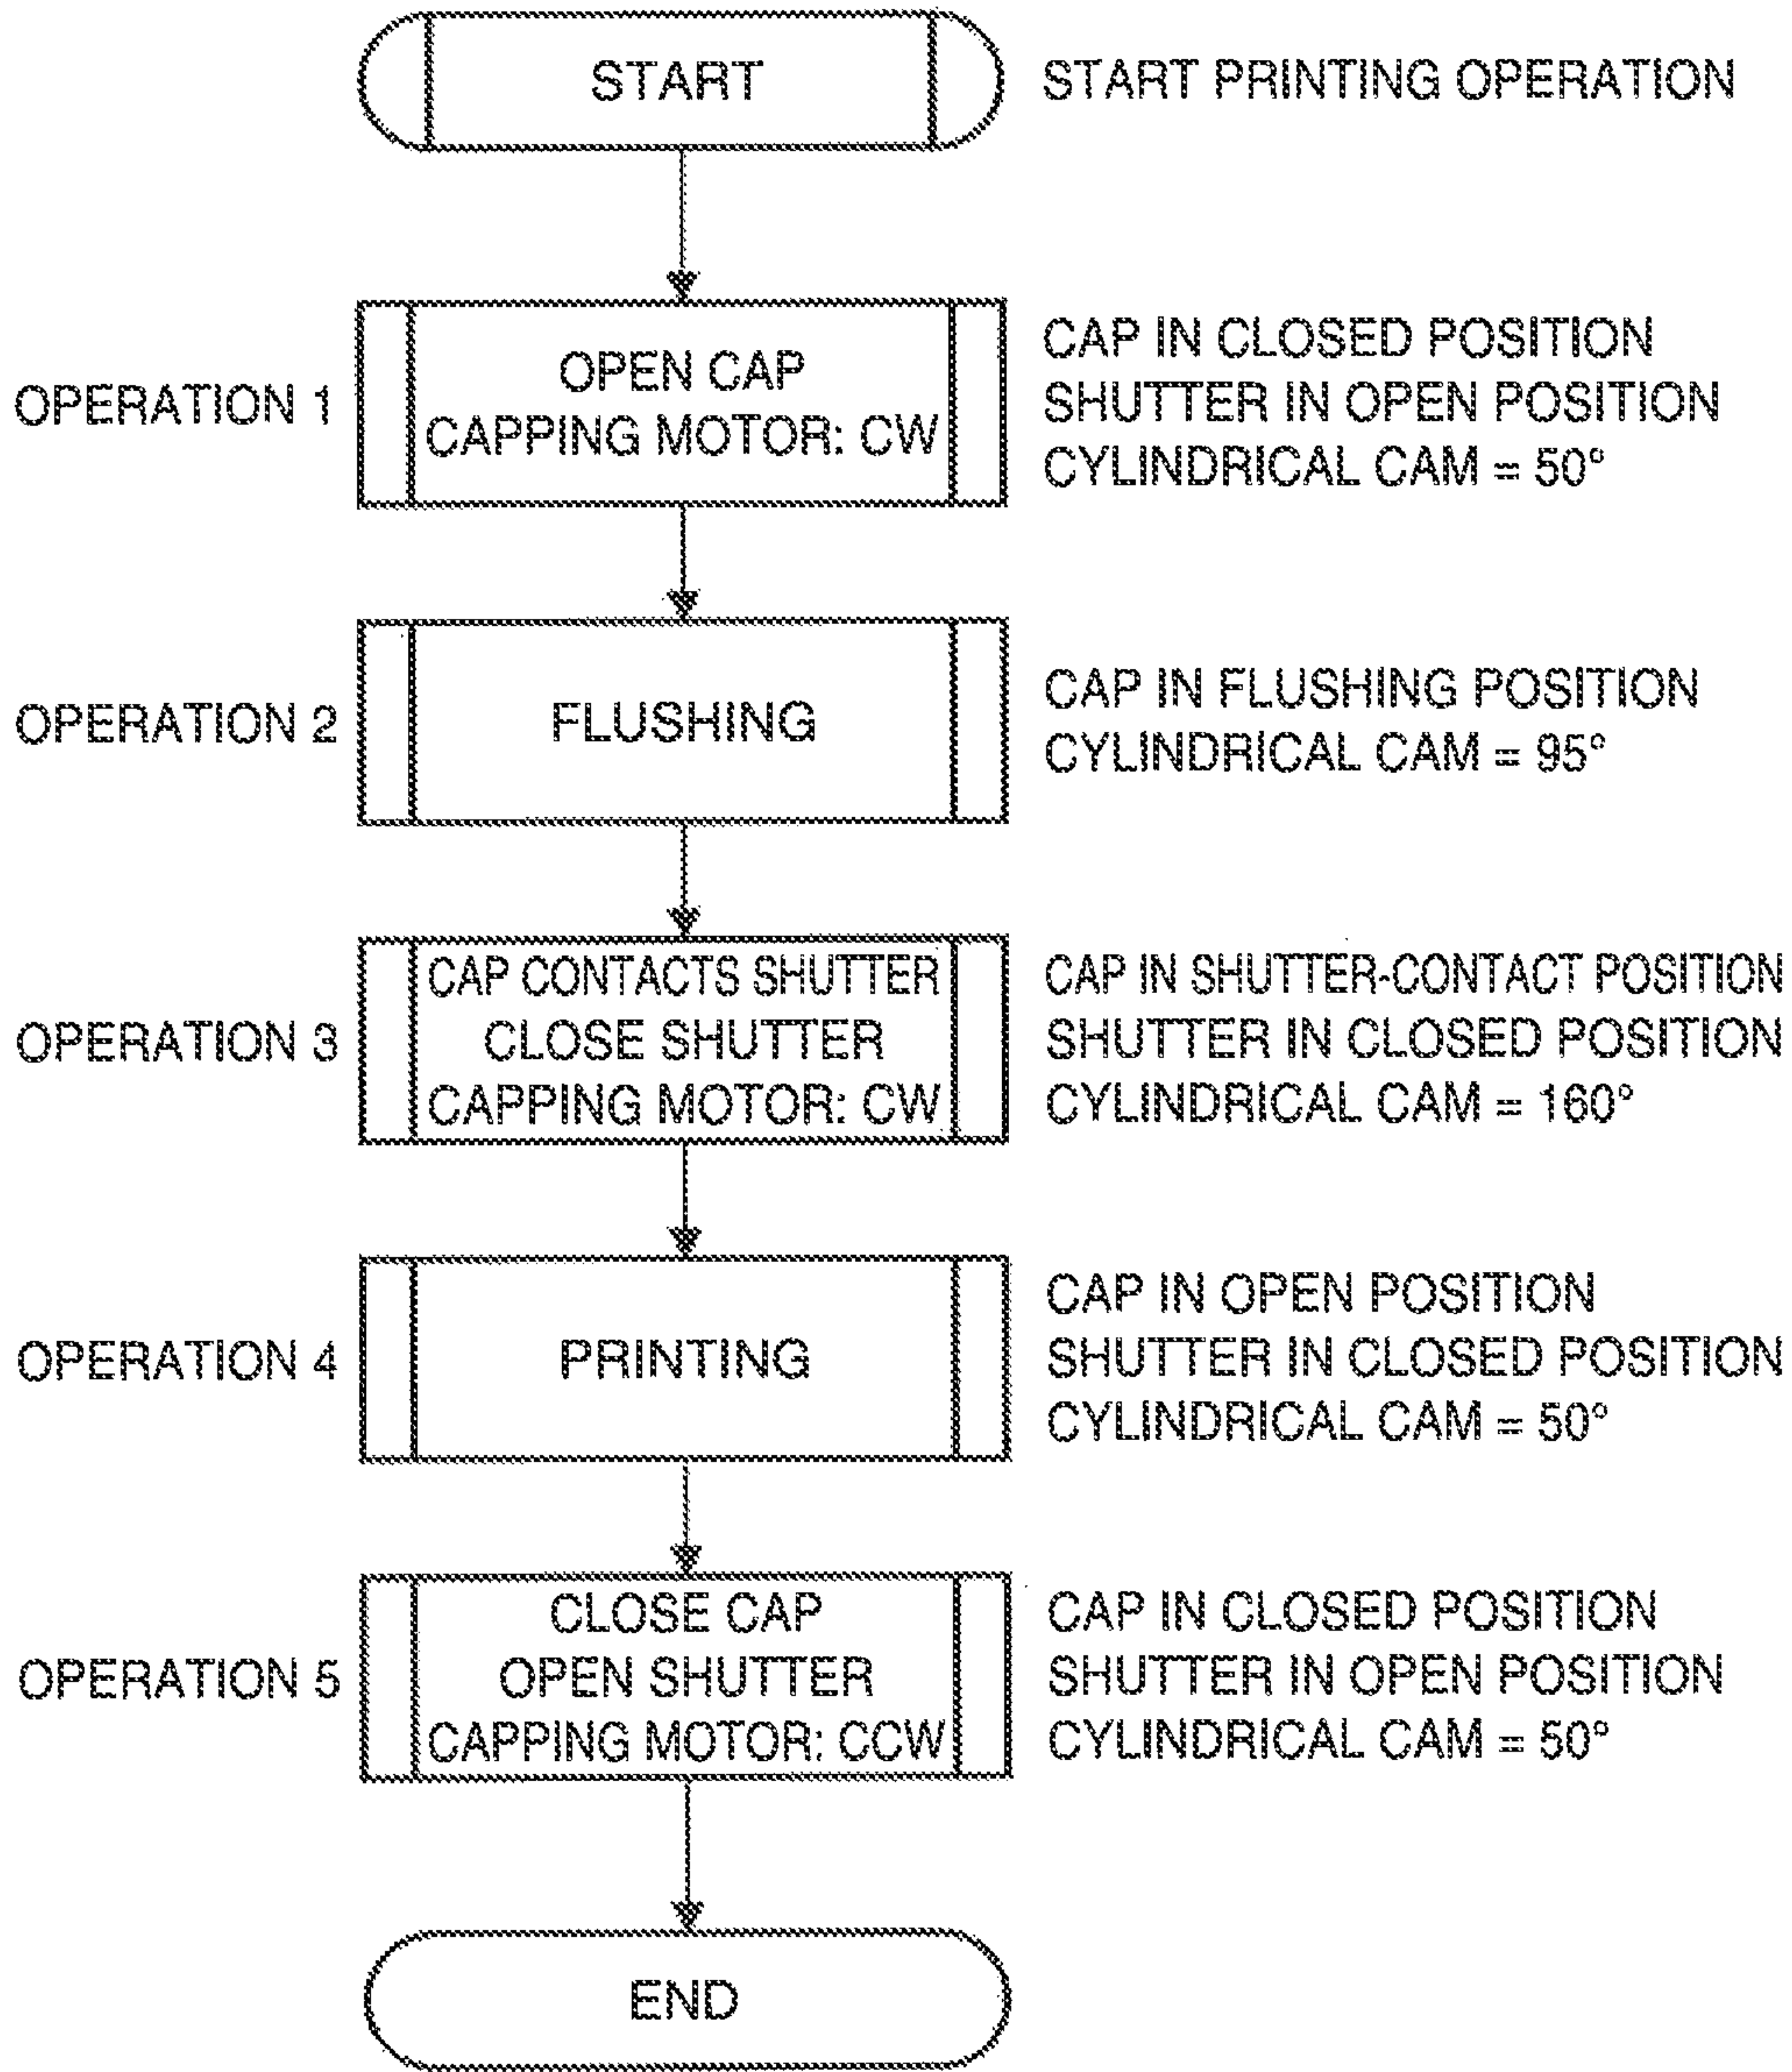 START
START PRINTING OPERATION
OPERATION 1
OPEN CAP
CAPPING MOTOR: CW
CAP IN CLOSED POSITION
SHUTTER IN OPEN POSITION
CYLINDRICAL CAM = 50°
OPERATION 2
FLUSHING
CAP IN FLUSHING POSITION
CYLINDRICAL CAM = 95°
OPERATION 3
CAP CONTACTS SHUTTER
CLOSE SHUTTER
CAPPING MOTOR: CW
CAP IN SHUTTER-CONTACT POSITION
SHUTTER IN CLOSED POSITION
CYLINDRICAL CAM = 160°
OPERATION 4
PRINTING
CAP IN OPEN POSITION
SHUTTER IN CLOSED POSITION
CYLINDRICAL CAM = 50°
OPERATION 5
CLOSE CAP
OPEN SHUTTER
CAPPING MOTOR: CCW
CAP IN CLOSED POSITION
SHUTTER IN OPEN POSITION
CYLINDRICAL CAM = 50°
END